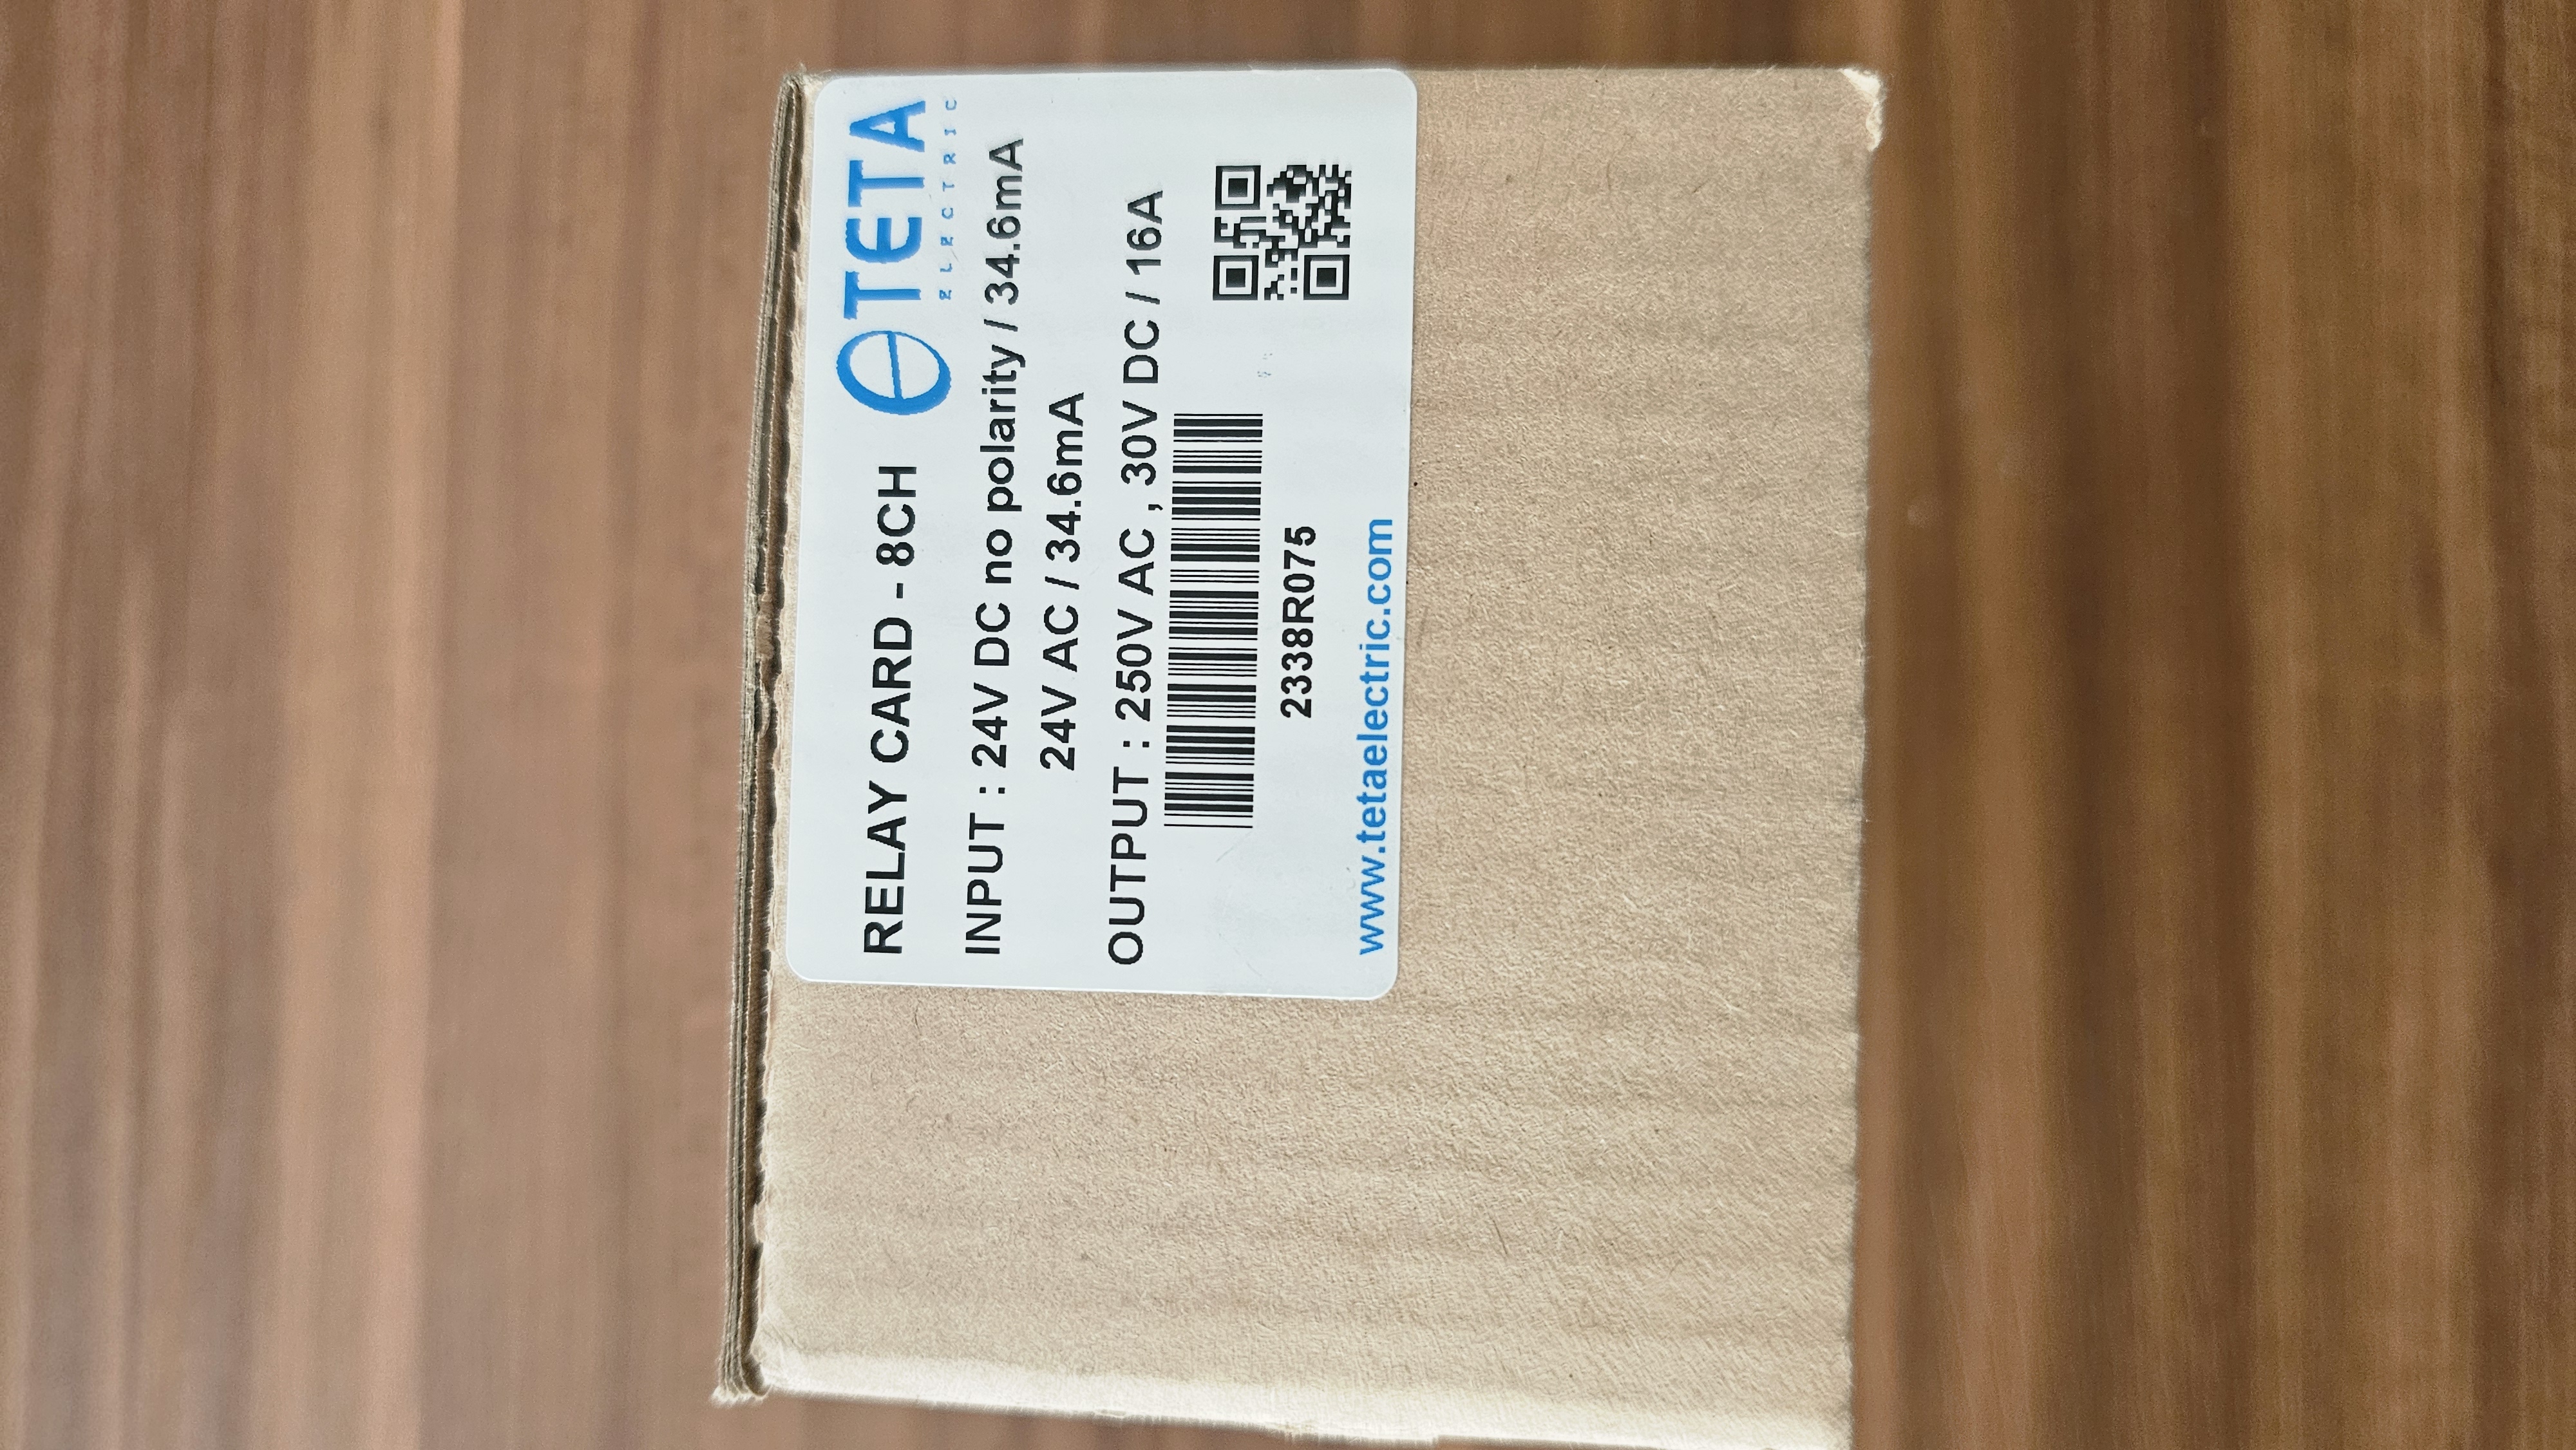 RELAY CARD - 8CH
TETA
ELECTRIC
INPUT : 24V DC no polarity / 34.6mA
24V AC / 34.6mA
OUTPUT : 250V AC , 30V DC / 16A
2338R075
www.tetaelectric.com